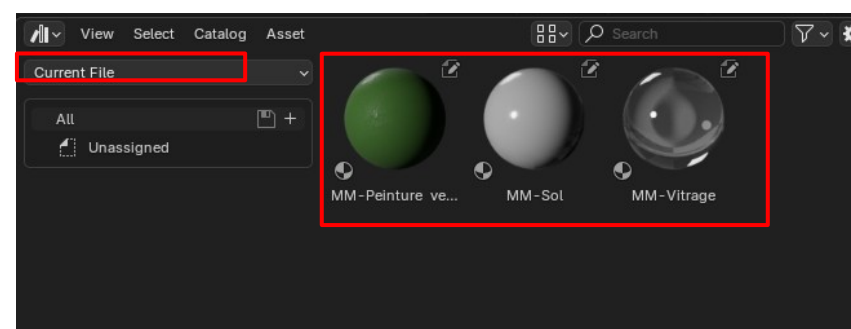 View Select Catalog Asset Search
Current File
All
Unassigned
MM-Peinture ve... MM-Sol MM-Vitrage